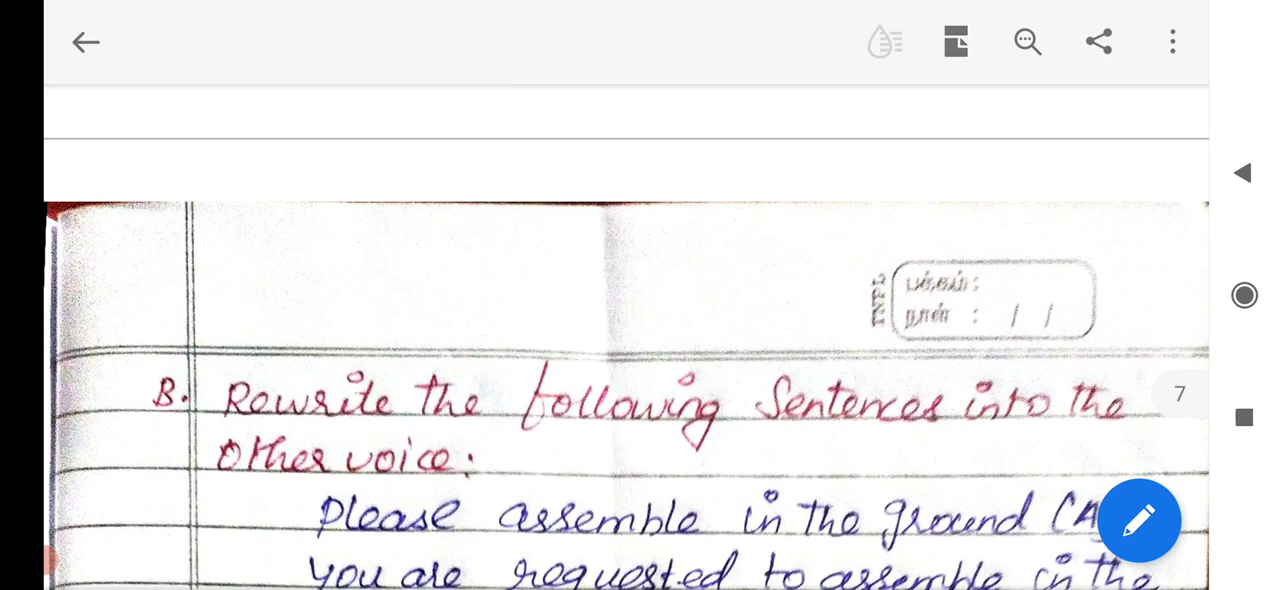 TNPL
பக்கம் :
நாள் : / /
B. Rewrite the following Sentences into the
Other voice:
Please assemble in the ground (A
You are requested to assemble in the
7